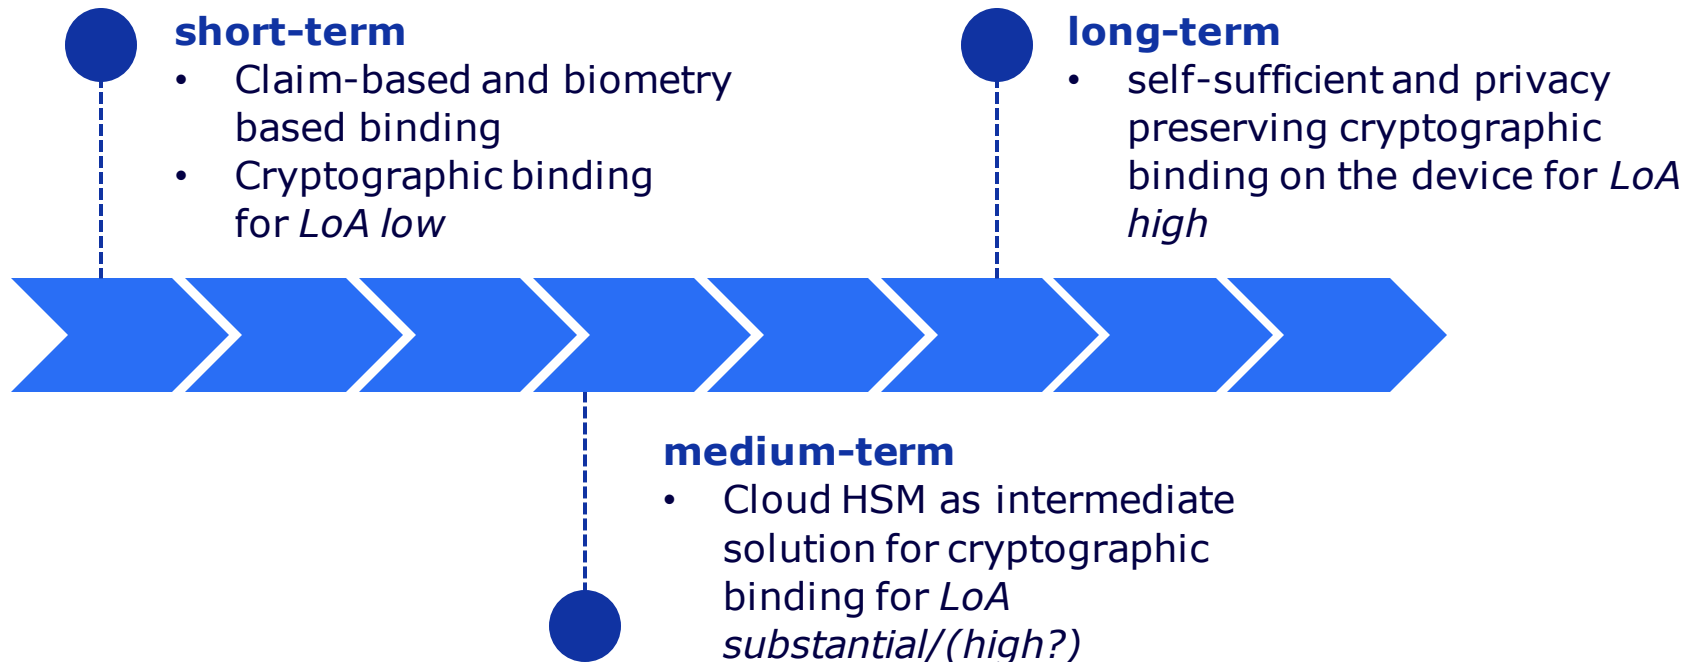 short-term
• Claim-based and biometry
based binding
• Cryptographic binding
for LoA low
long-term
• self-sufficient and privacy
preserving cryptographic
binding on the device for LoA
high
medium-term
• Cloud HSM as intermediate
solution for cryptographic
binding for LoA
substantial/(high?)